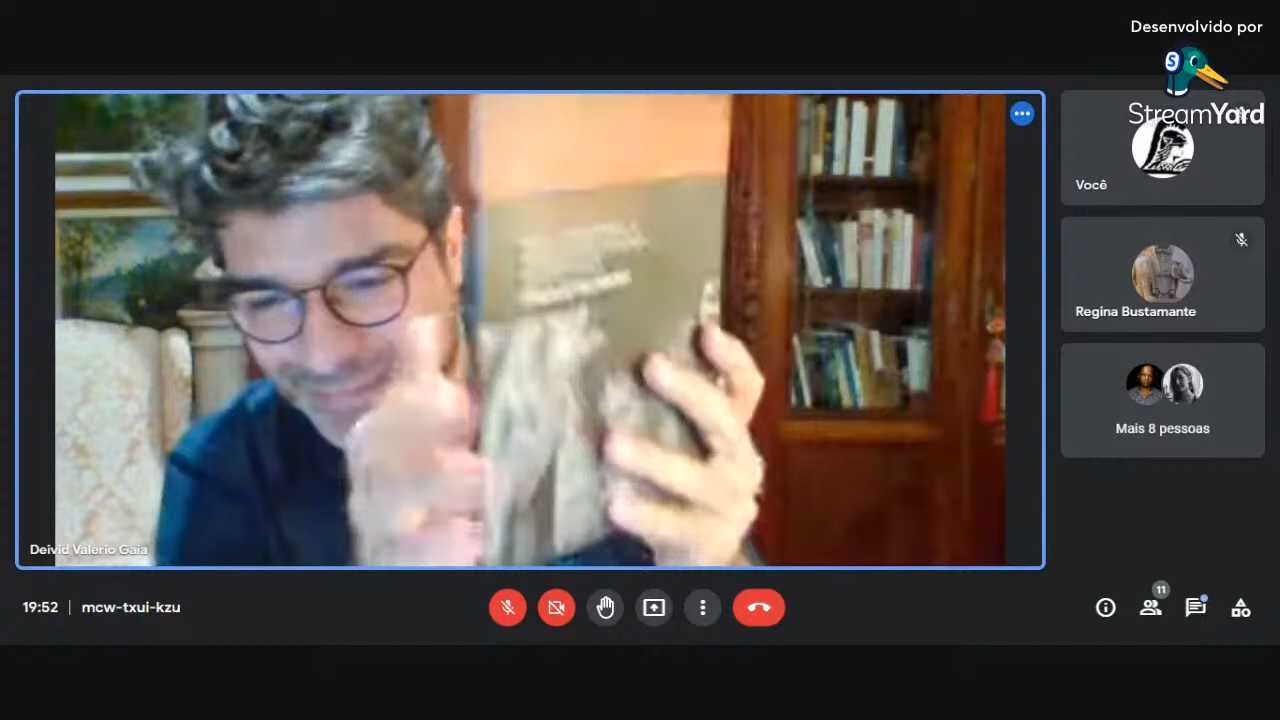 Desenvolvido por
StreamYard
Você
Regina Bustamante
Mais 8 pessoas
Deivid Valerio Gaia
19:52 | mcw-txui-kzu
11